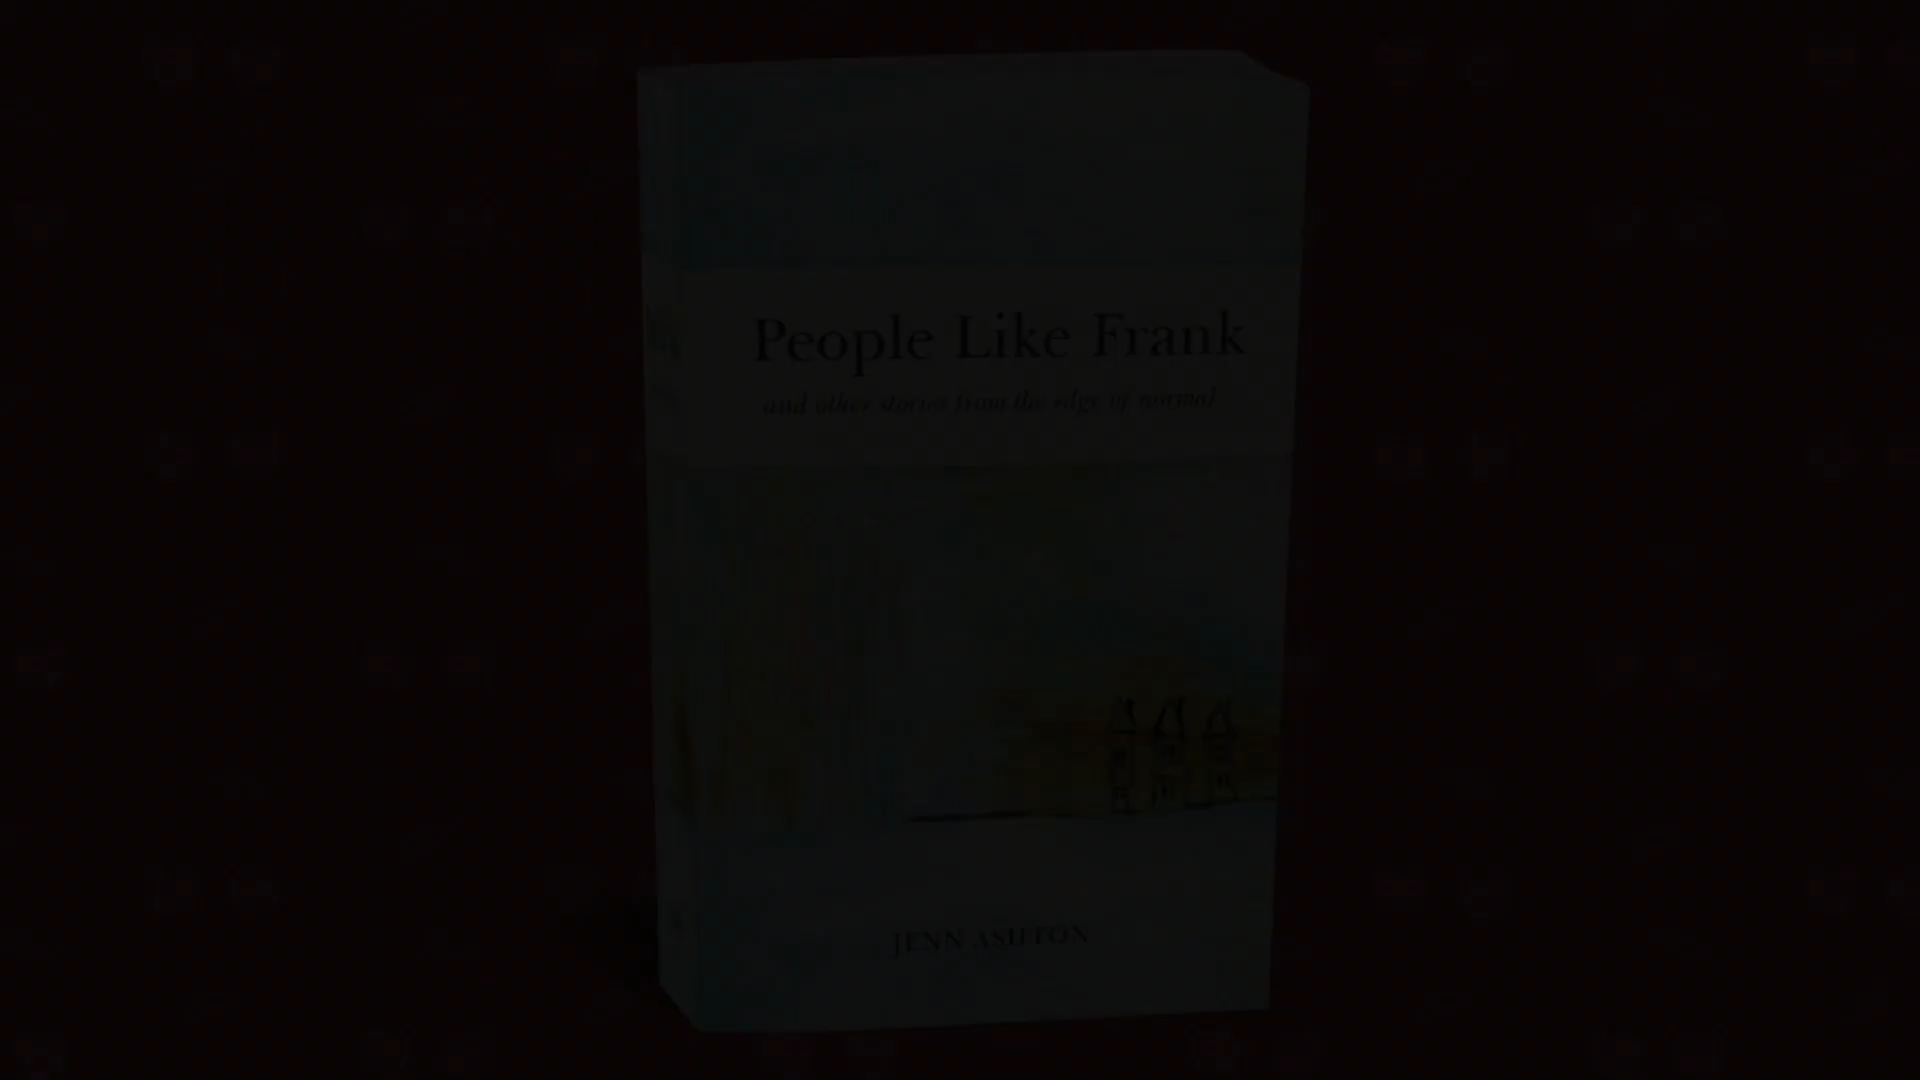 People Like Frank
and other stories from the edge of normal
JENN ASHTON